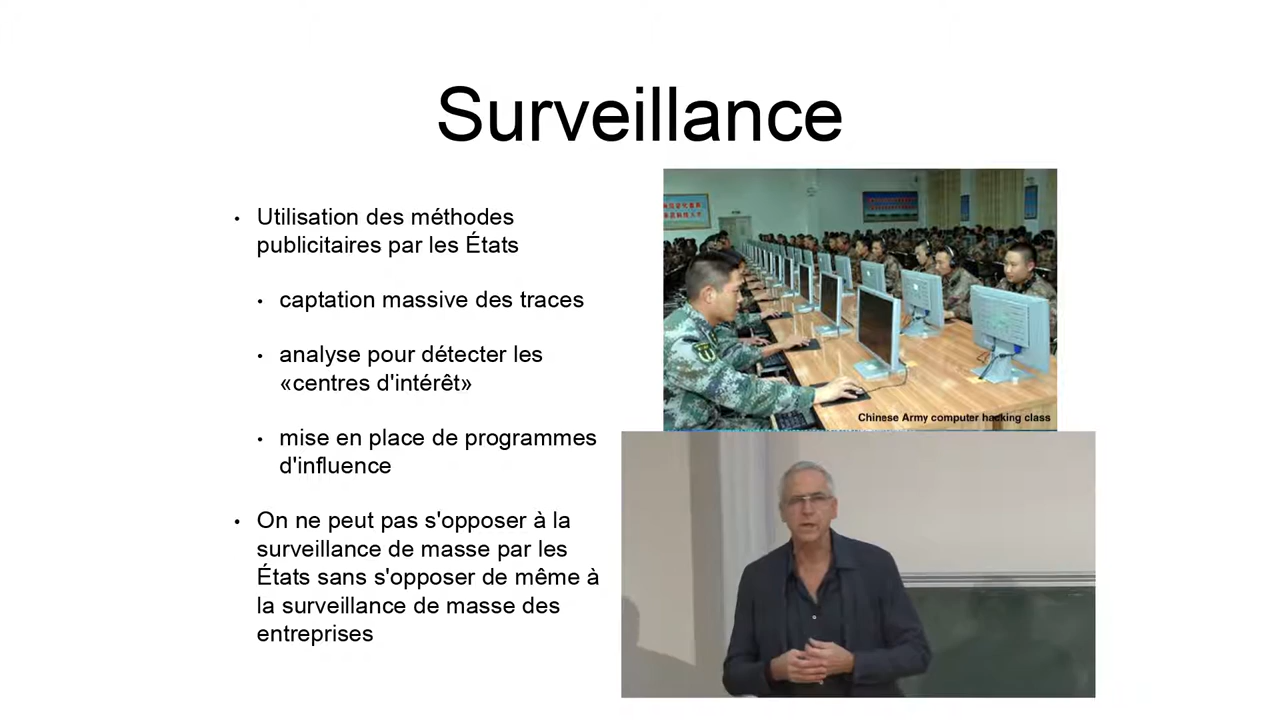 Surveillance
• Utilisation des méthodes
publicitaires par les États
• captation massive des traces
• analyse pour détecter les
«centres d'intérêt»
• mise en place de programmes
d'influence
• On ne peut pas s'opposer à la
surveillance de masse par les
États sans s'opposer de même à
la surveillance de masse des
entreprises
Chinese Army computer hacking class